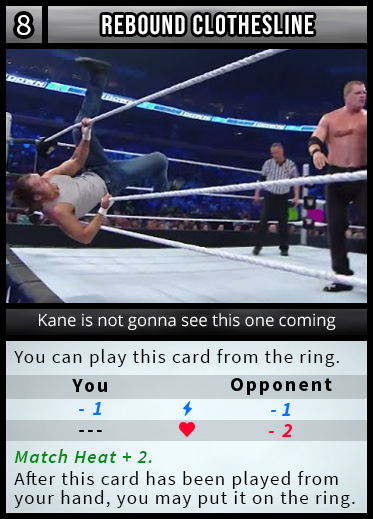 8 REBOUND CLOTHESLINE
Kane is not gonna see this one coming
You can play this card from the ring.
You Opponent
- 1 - 1
--- - 2
Match Heat + 2.
After this card has been played from
your hand, you may put it on the ring.